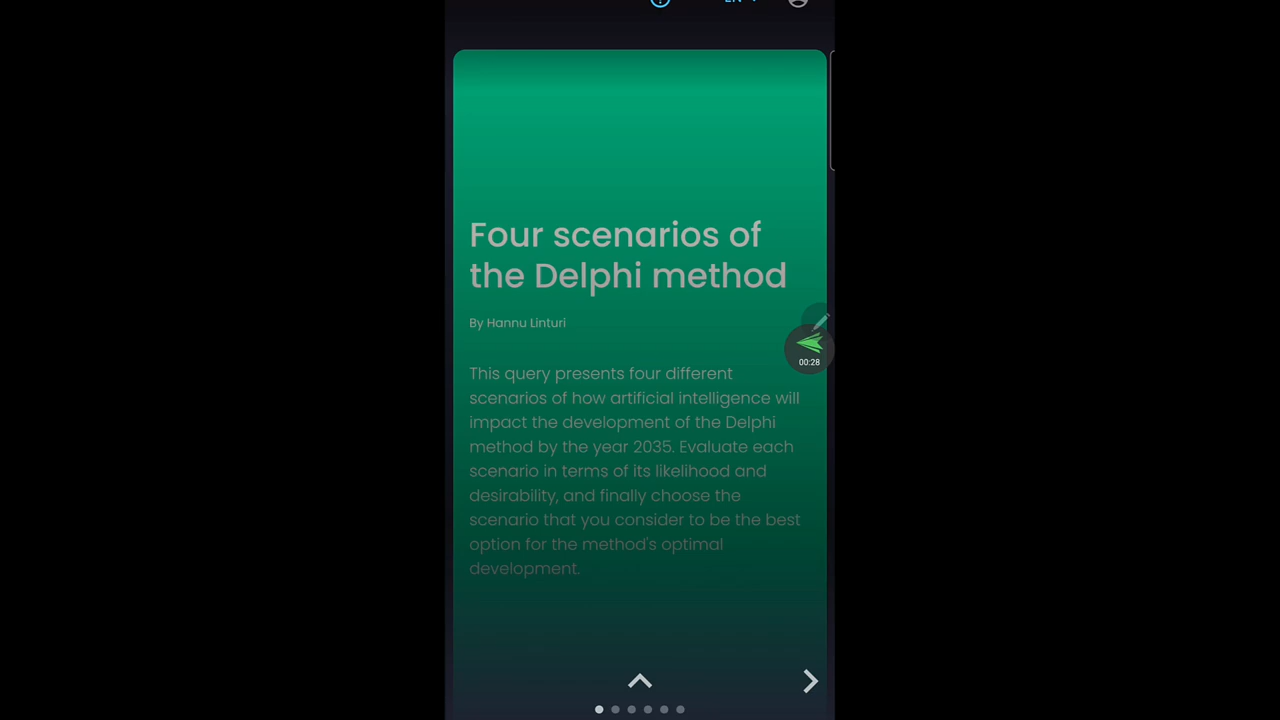 EN
Four scenarios of
the Delphi method
By Hannu Linturi
00:28
This query presents four different
scenarios of how artificial intelligence will
impact the development of the Delphi
method by the year 2035. Evaluate each
scenario in terms of its likelihood and
desirability, and finally choose the
scenario that you consider to be the best
option for the method's optimal
development.